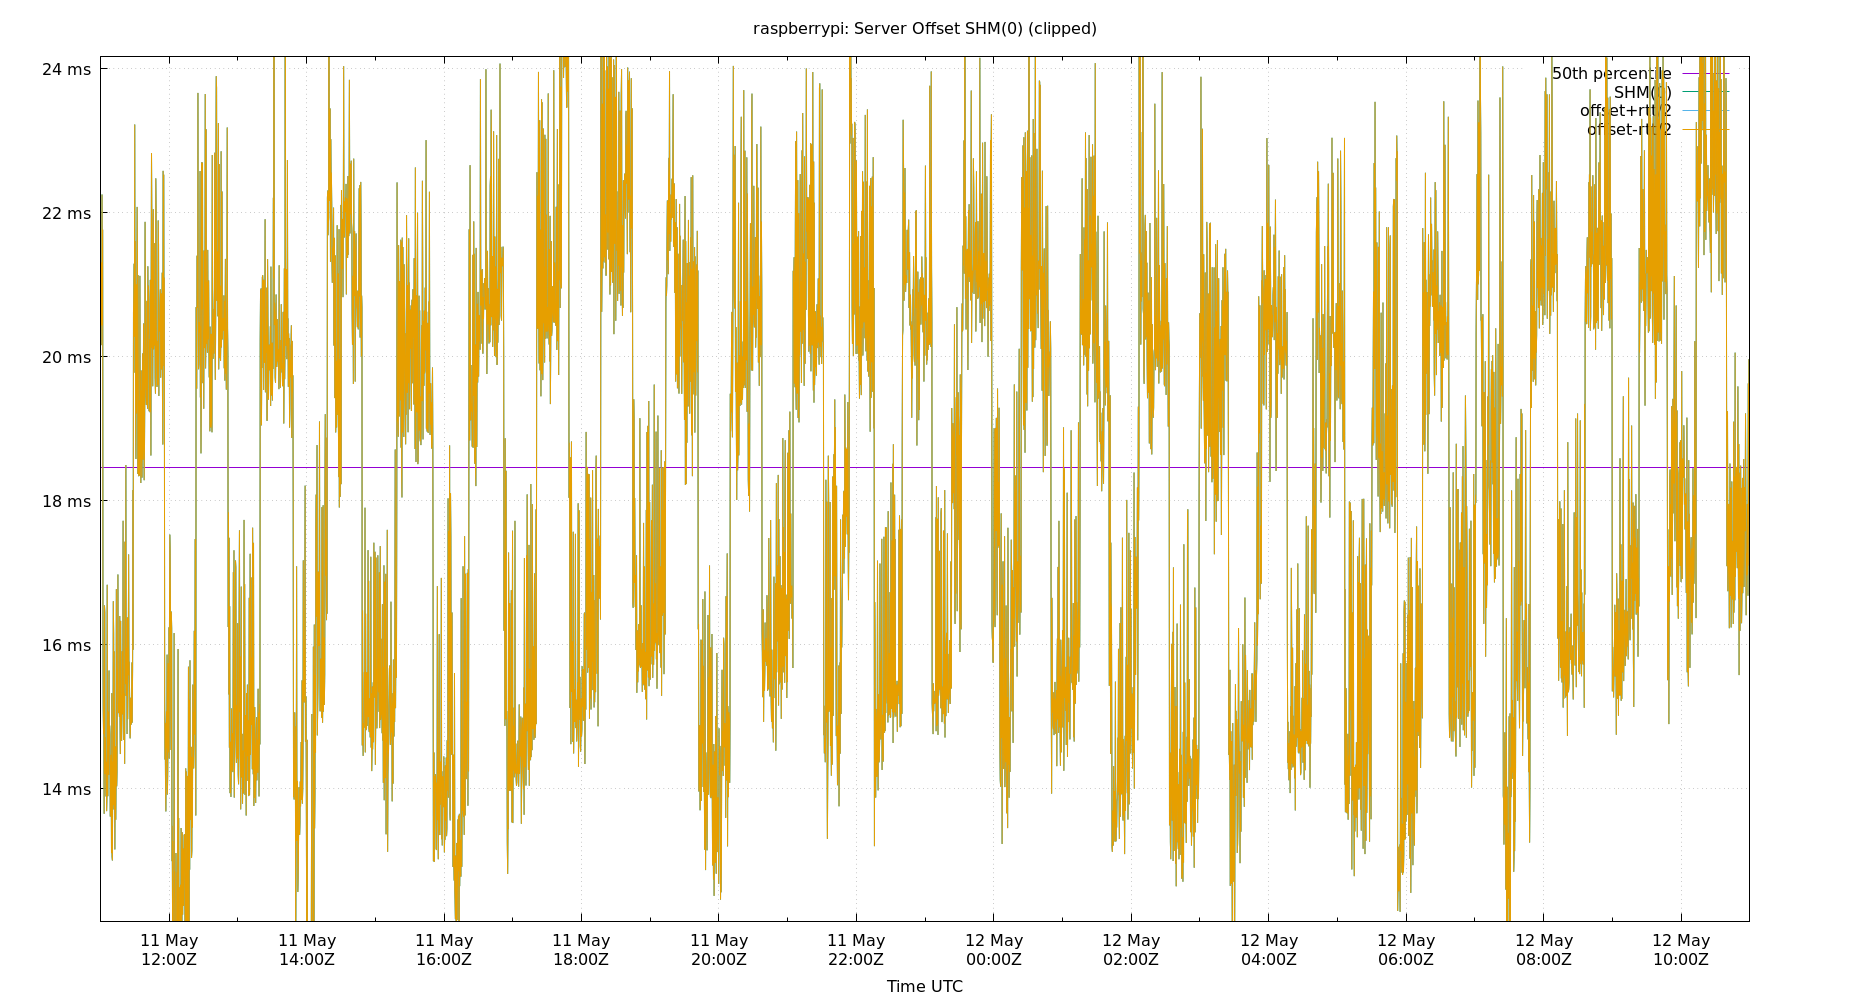 raspberrypi: Server Offset SHM(0) (clipped)
24 ms
22 ms
20 ms
18 ms
16 ms
14 ms
50th percentile
SHM(0)
offset+rtt/2
offset-rtt/2
11 May 11 May 11 May 11 May 11 May 11 May 12 May 12 May 12 May 12 May 12 May 12 May
12:00Z 14:00Z 16:00Z 18:00Z 20:00Z 22:00Z 00:00Z 02:00Z 04:00Z 06:00Z 08:00Z 10:00Z
Time UTC